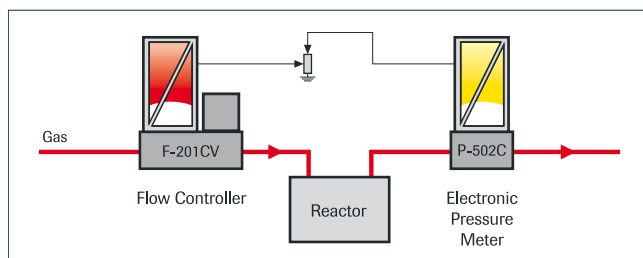 Gas
F-201CV
P-502C
Flow Controller
Reactor
Electronic
Pressure
Meter